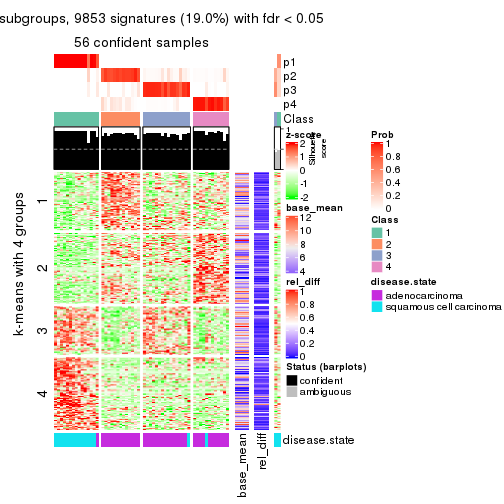 subgroups, 9853 signatures (19.0%) with fdr < 0.05
56 confident samples
p1
p2
p3
p4
Class
1
Silhouette score
k-means with 4 groups
1
2
3
4
base_mean
rel_diff
disease.state
z-score
2
1
0
-1
-2
base_mean
12
10
8
6
4
rel_diff
1
0.8
0.6
0.4
0.2
0
Status (barplots)
confident
ambiguous
Prob
1
0.8
0.6
0.4
0.2
0
Class
1
2
3
4
disease.state
adenocarcinoma
squamous cell carcinoma